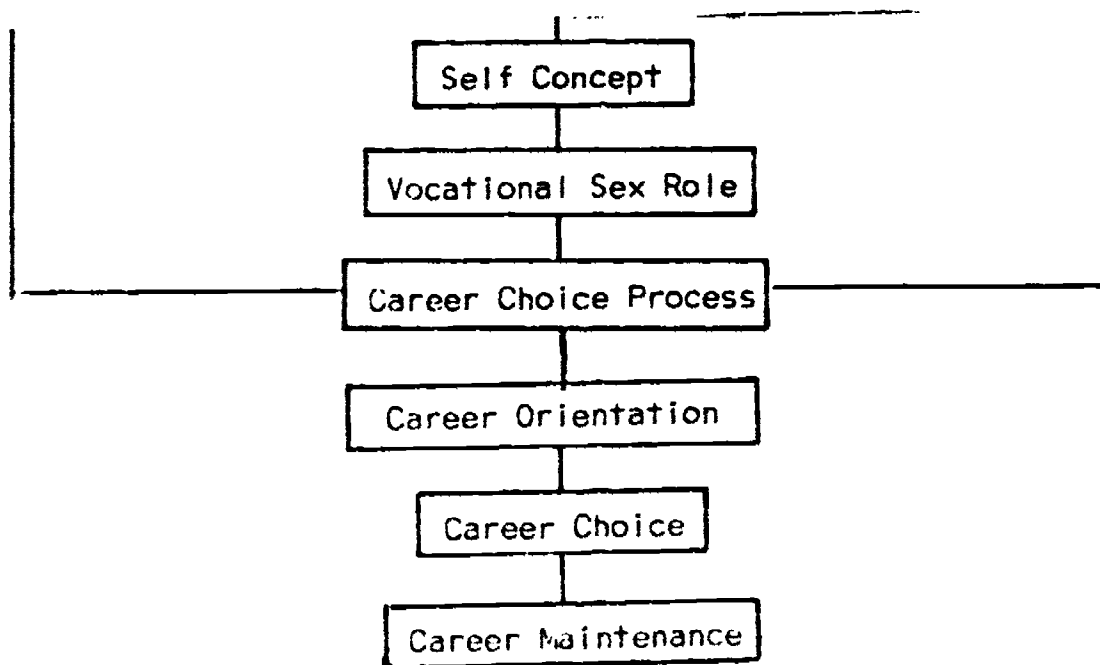 Self Concept
Vocational Sex Role
Career Choice Process
Career Orientation
Career Choice
Career Maintenance